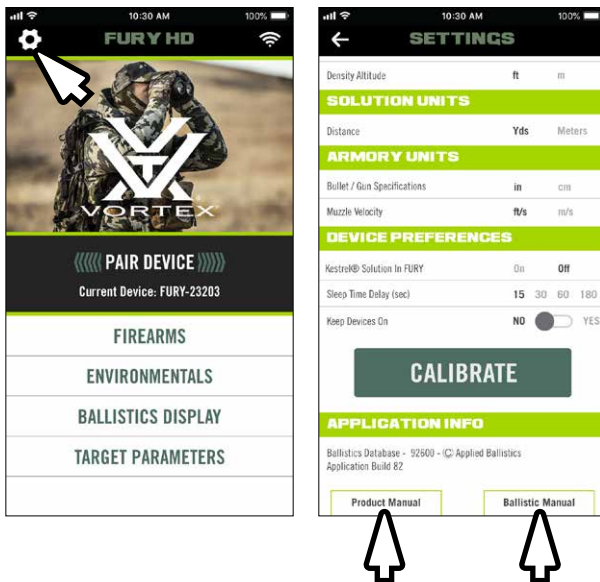 10:30 AM
100%
FURY HD
VORTEX
PAIR DEVICE
Current Device: FURY-23203
FIREARMS
ENVIRONMENTALS
BALLISTICS DISPLAY
TARGET PARAMETERS
10:30 AM
100%
SETTINGS
Density Altitude ft m
SOLUTION UNITS
Distance Yds Meters
ARMORY UNITS
Bullet / Gun Specifications in cm
Muzzle Velocity ft/s m/s
DEVICE PREFERENCES
Kestrel® Solution In FURY On Off
Sleep Time Delay (sec) 15 30 60 180
Keep Devices On NO YES
CALIBRATE
APPLICATION INFO
Ballistics Database - 92600 - (C) Applied Ballistics
Application Build 82
Product Manual Ballistic Manual